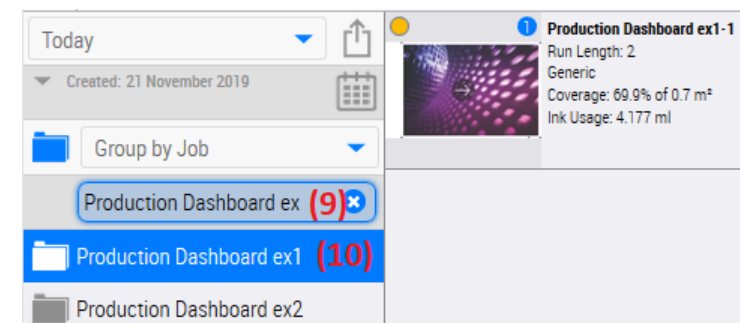 Today
Created: 21 November 2019
Group by Job
Production Dashboard ex (9)
Production Dashboard ex1 (10)
Production Dashboard ex2
1
Production Dashboard ex1-1
Run Length: 2
Generic
Coverage: 69.9% of 0.7 m²
Ink Usage: 4.177 ml